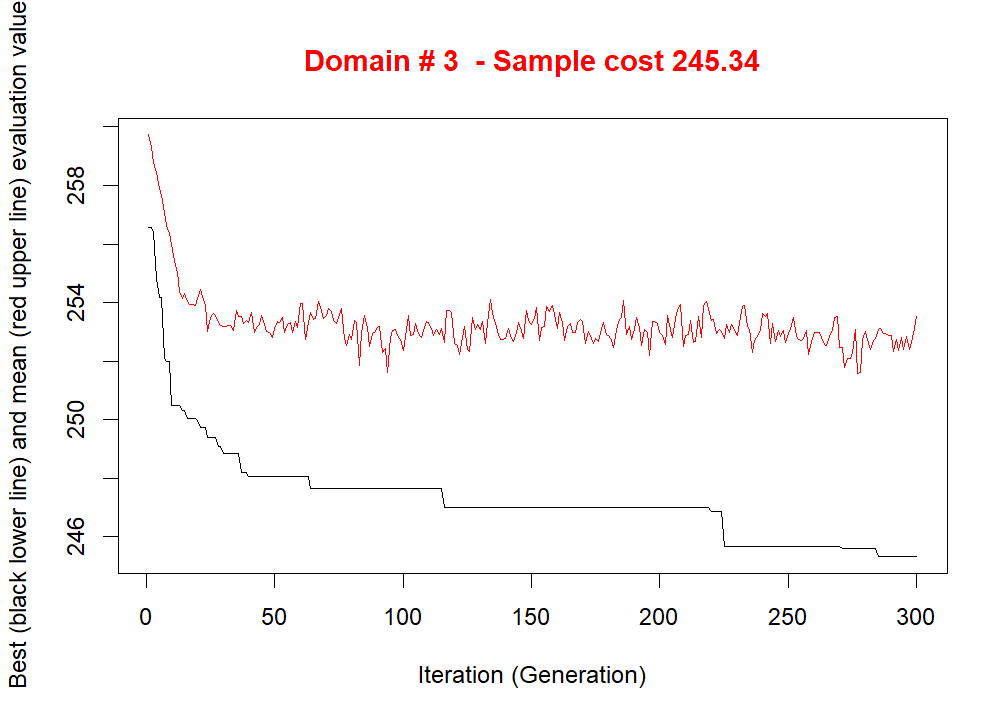 Domain # 3  - Sample cost 245.34
Best (black lower line) and mean (red upper line) evaluation value
258
254
250
246
0 50 100 150 200 250 300
Iteration (Generation)